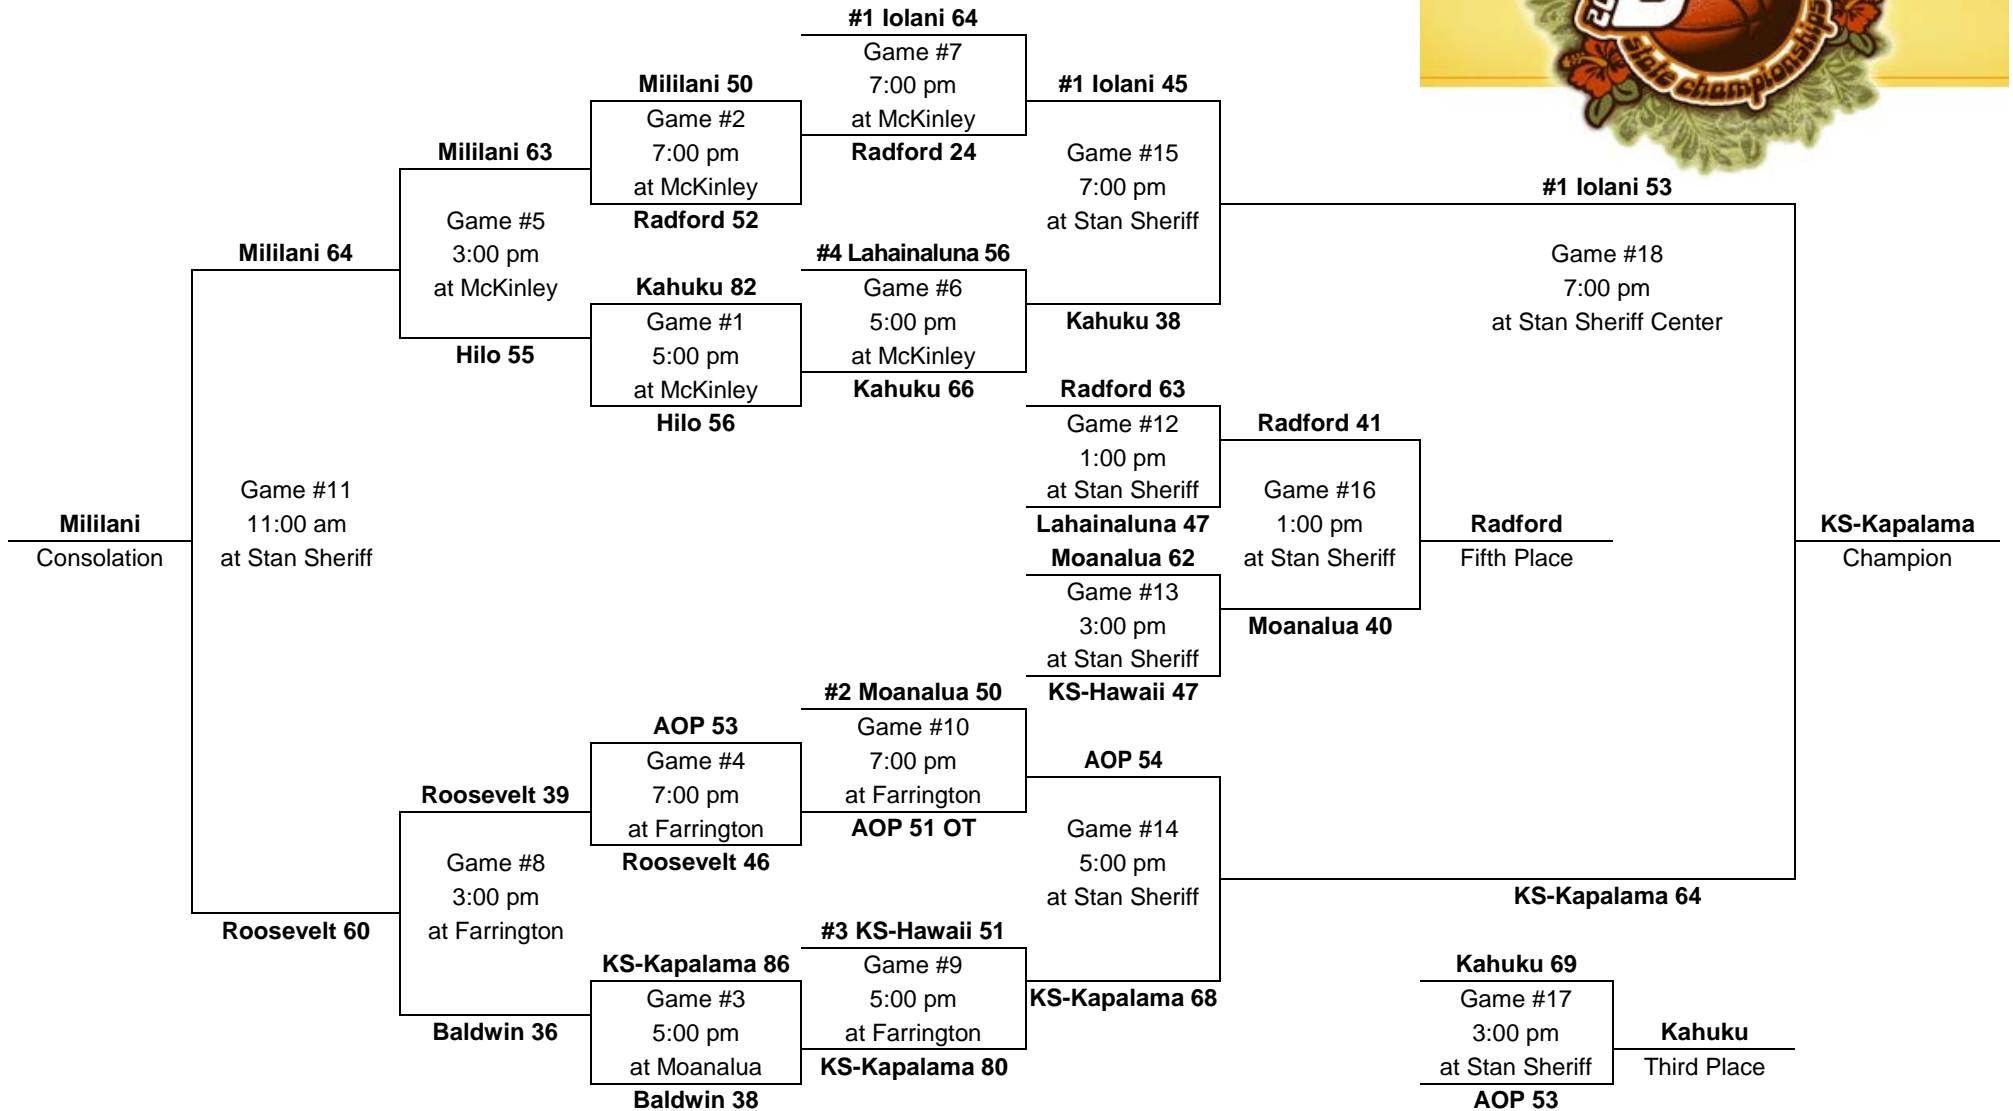 #1 Iolani 64
Game #7
7:00 pm
at McKinley
Radford 24
Mililani 50
Game #2
7:00 pm
at McKinley
Radford 52
#1 Iolani 45
Game #15
7:00 pm
at Stan Sheriff
Kahuku 38
state championships
Mililani 63
Game #5
3:00 pm
at McKinley
Hilo 55
#1 Iolani 53
Game #18
7:00 pm
at Stan Sheriff Center
KS-Kapalama 64
Mililani 64
Game #11
11:00 am
at Stan Sheriff
Roosevelt 60
#4 Lahainaluna 56
Game #6
5:00 pm
at McKinley
Kahuku 66
Kahuku 82
Game #1
5:00 pm
at McKinley
Hilo 56
Radford 63
Game #12
1:00 pm
at Stan Sheriff
Lahainaluna 47
Radford 41
Game #16
1:00 pm
at Stan Sheriff
Moanalua 40
Mililani
Consolation
Radford
Fifth Place
KS-Kapalama
Champion
Moanalua 62
Game #13
3:00 pm
at Stan Sheriff
KS-Hawaii 47
#2 Moanalua 50
Game #10
7:00 pm
at Farrington
AOP 51 OT
AOP 53
Game #4
7:00 pm
at Farrington
Roosevelt 46
AOP 54
Game #14
5:00 pm
at Stan Sheriff
KS-Kapalama 68
Roosevelt 39
Game #8
3:00 pm
at Farrington
Baldwin 36
#3 KS-Hawaii 51
Game #9
5:00 pm
at Farrington
KS-Kapalama 80
KS-Kapalama 86
Game #3
5:00 pm
at Moanalua
Baldwin 38
Kahuku 69
Game #17
3:00 pm
at Stan Sheriff
AOP 53
Kahuku
Third Place